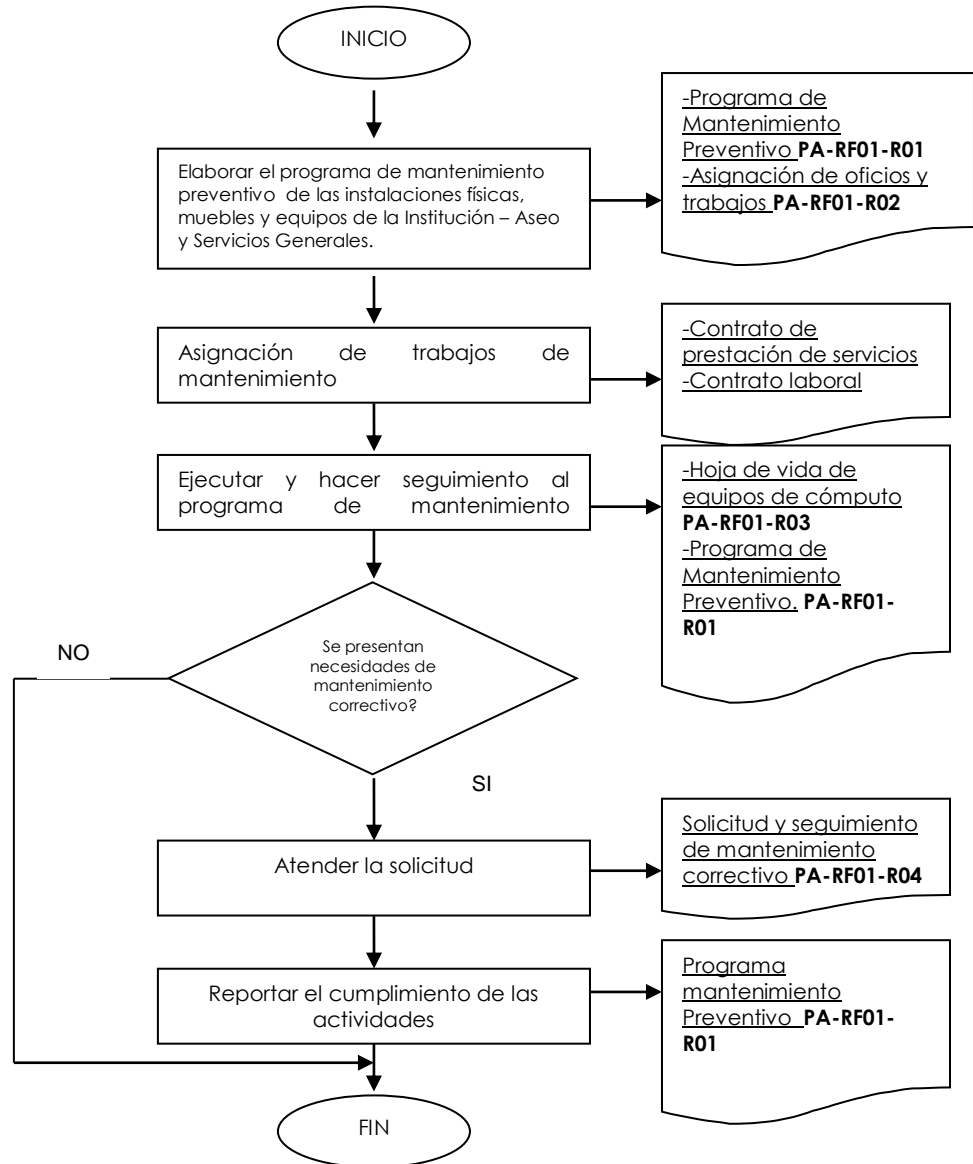 INICIO
Elaborar el programa de mantenimiento
preventivo de las instalaciones físicas,
muebles y equipos de la Institución – Aseo
y Servicios Generales.
-Programa de
Mantenimiento
Preventivo PA-RF01-R01
-Asignación de oficios y
trabajos PA-RF01-R02
Asignación de trabajos de
mantenimiento
-Contrato de
prestación de servicios
-Contrato laboral
Ejecutar y hacer seguimiento al
programa de mantenimiento
-Hoja de vida de
equipos de cómputo
PA-RF01-R03
-Programa de
Mantenimiento
Preventivo. PA-RF01-
R01
Se presentan
necesidades de
mantenimiento
correctivo?
NO
SI
Atender la solicitud
Solicitud y seguimiento
de mantenimiento
correctivo PA-RF01-R04
Reportar el cumplimiento de las
actividades
Programa
mantenimiento
Preventivo PA-RF01-
R01
FIN